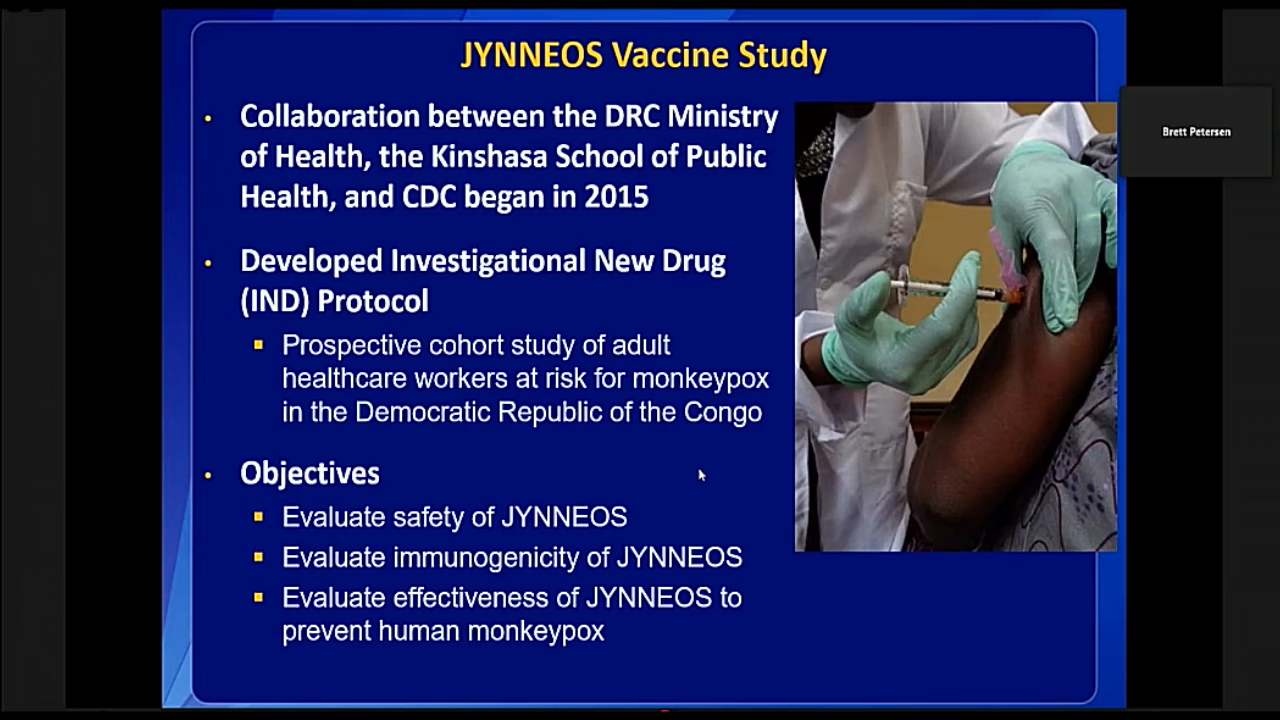 JYNNEOS Vaccine Study
• Collaboration between the DRC Ministry
of Health, the Kinshasa School of Public
Health, and CDC began in 2015
• Developed Investigational New Drug
(IND) Protocol
▪ Prospective cohort study of adult
healthcare workers at risk for monkeypox
in the Democratic Republic of the Congo
• Objectives
▪ Evaluate safety of JYNNEOS
▪ Evaluate immunogenicity of JYNNEOS
▪ Evaluate effectiveness of JYNNEOS to
prevent human monkeypox
Brett Petersen